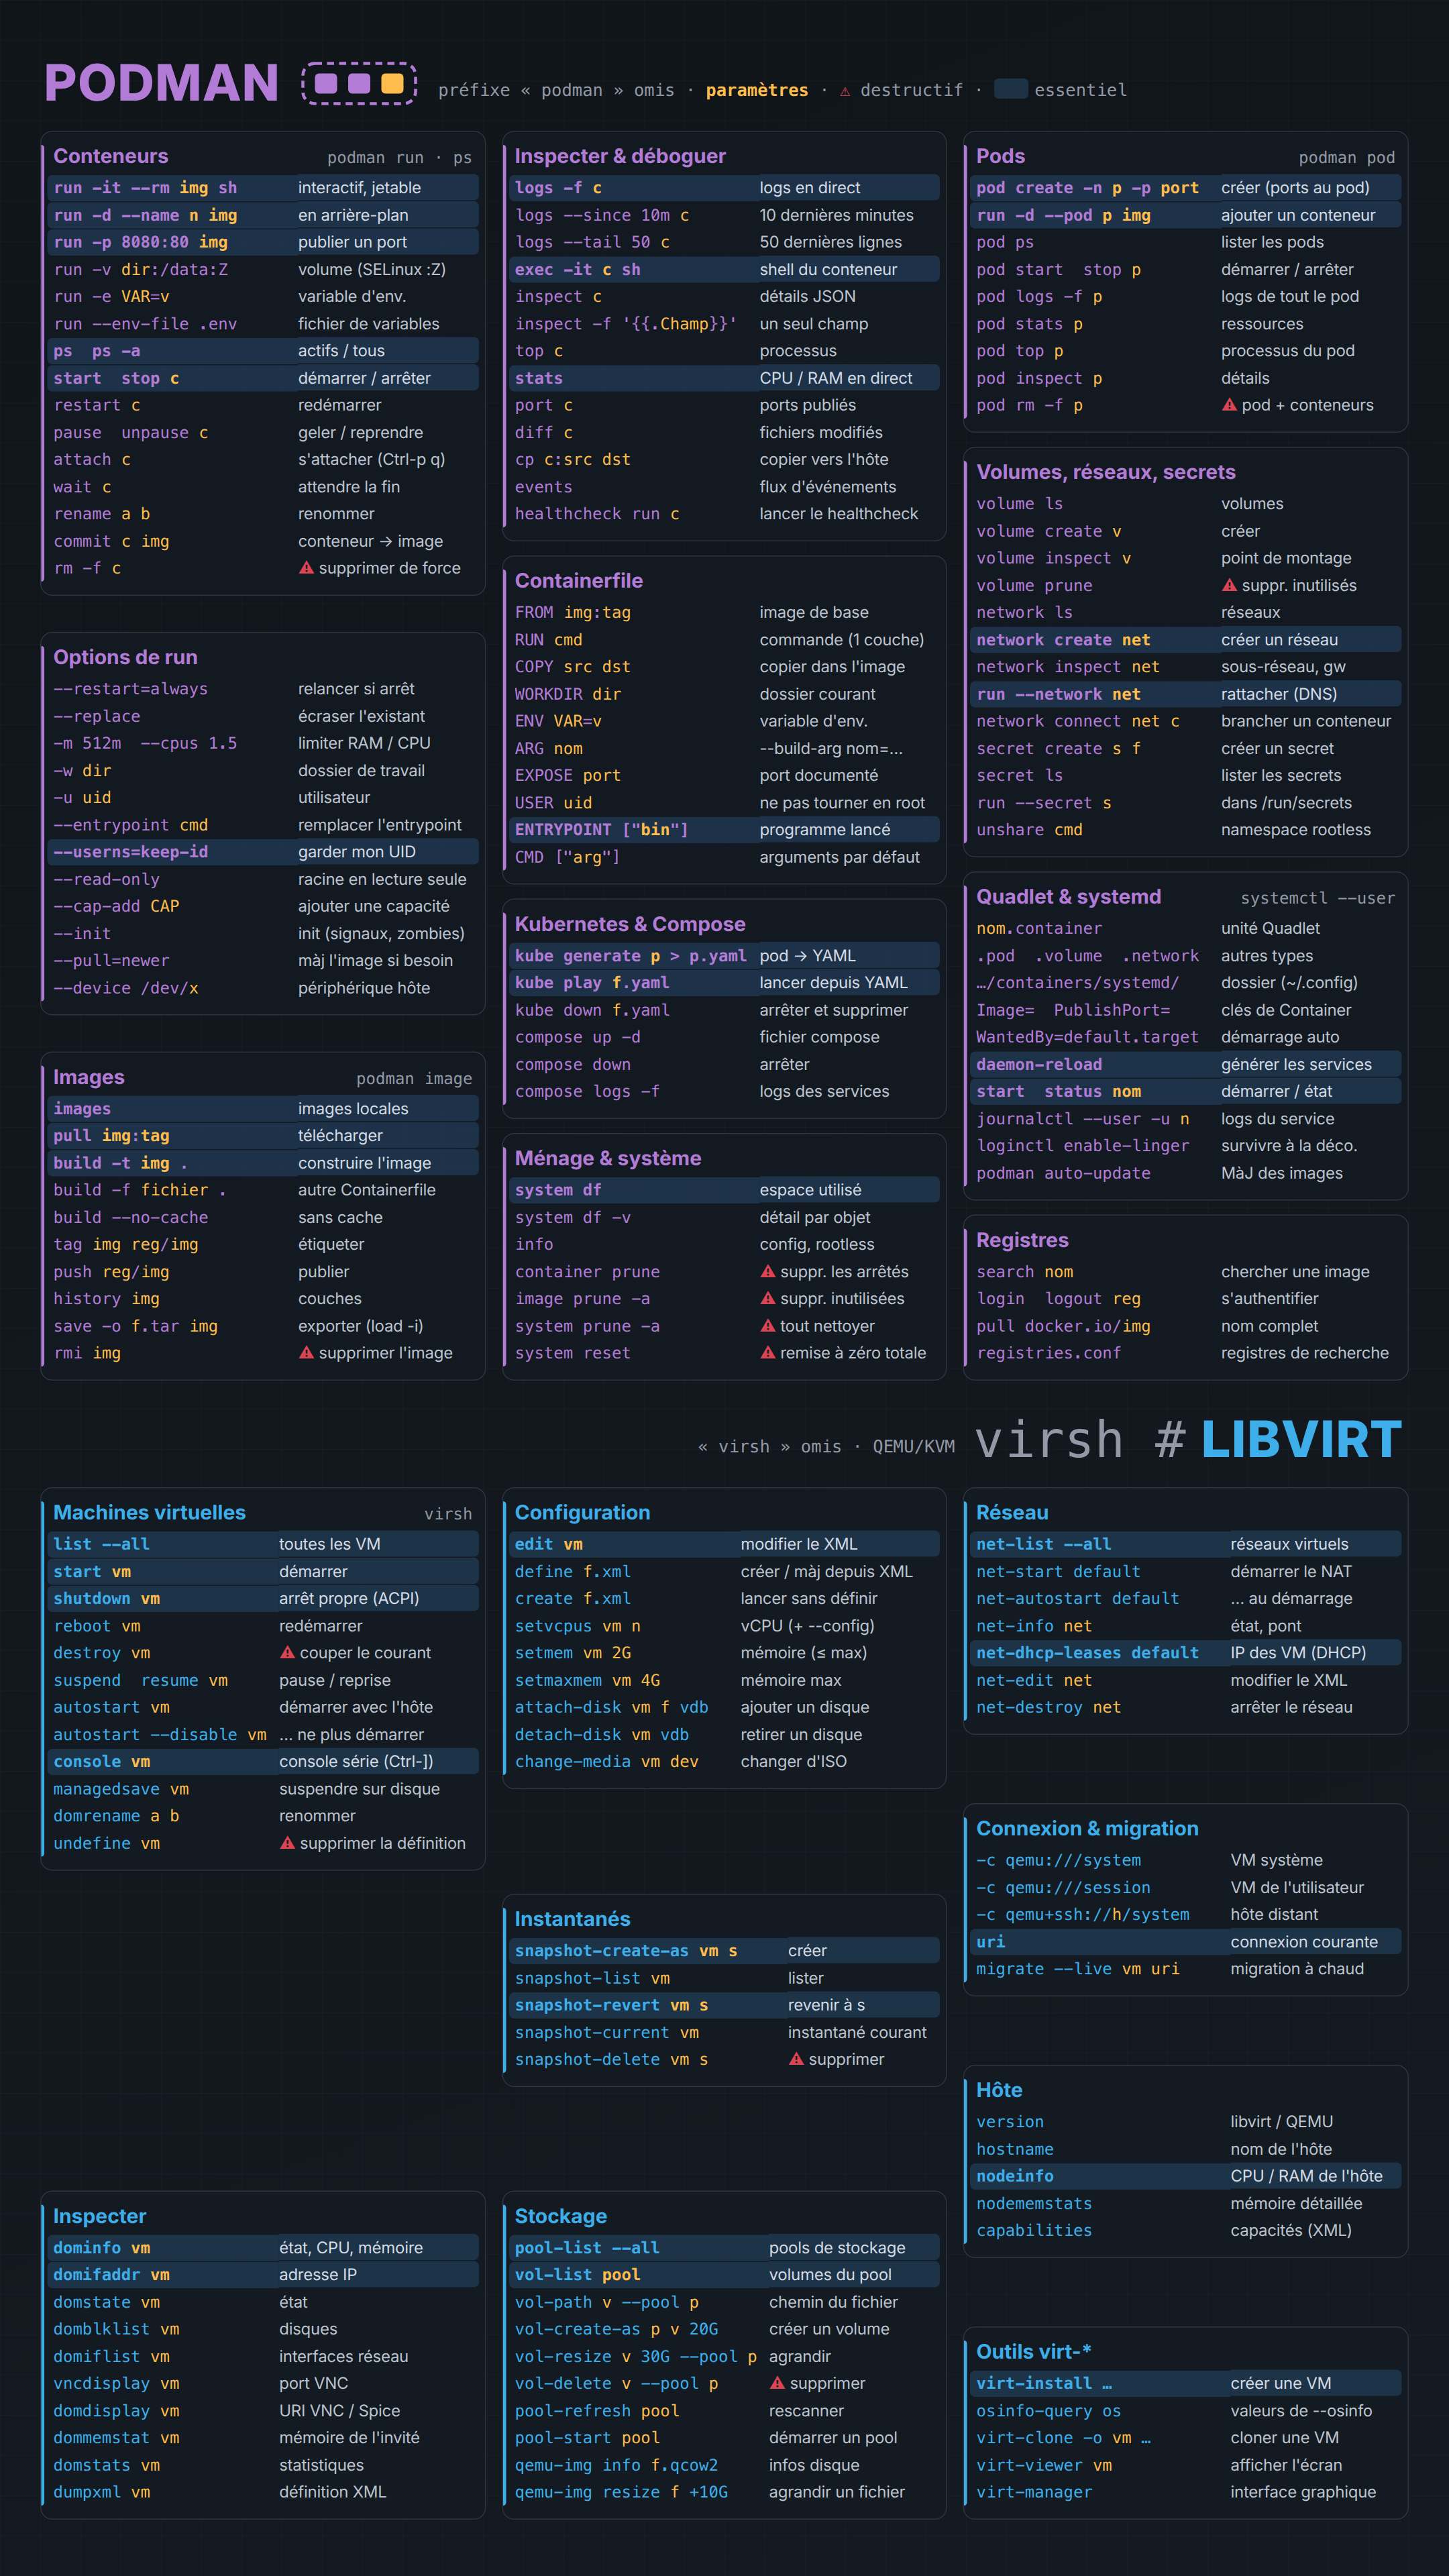 PODMAN préfixe « podman » omis · paramètres · ⚠ destructif · essentiel
Conteneurs podman run · ps
run -it --rm img sh interactif, jetable
run -d --name n img en arrière-plan
run -p 8080:80 img publier un port
run -v dir:/data:Z volume (SELinux :Z)
run -e VAR=v variable d'env.
run --env-file .env fichier de variables
ps ps -a actifs / tous
start stop c démarrer / arrêter
restart c redémarrer
pause unpause c geler / reprendre
attach c s'attacher (Ctrl-p q)
wait c attendre la fin
rename a b renommer
commit c img conteneur → image
rm -f c ⚠ supprimer de force
Options de run
--restart=always relancer si arrêt
--replace écraser l'existant
-m 512m --cpus 1.5 limiter RAM / CPU
-w dir dossier de travail
-u uid utilisateur
--entrypoint cmd remplacer l'entrypoint
--userns=keep-id garder mon UID
--read-only racine en lecture seule
--cap-add CAP ajouter une capacité
--init init (signaux, zombies)
--pull=newer màj l'image si besoin
--device /dev/x périphérique hôte
Images podman image
images images locales
pull img:tag télécharger
build -t img . construire l'image
build -f fichier . autre Containerfile
build --no-cache sans cache
tag img reg/img étiqueter
push reg/img publier
history img couches
save -o f.tar img exporter (load -i)
rmi img ⚠ supprimer l'image
Inspecter & déboguer
logs -f c logs en direct
logs --since 10m c 10 dernières minutes
logs --tail 50 c 50 dernières lignes
exec -it c sh shell du conteneur
inspect c détails JSON
inspect -f '{{.Champ}}' un seul champ
top c processus
stats CPU / RAM en direct
port c ports publiés
diff c fichiers modifiés
cp c:src dst copier vers l'hôte
events flux d'événements
healthcheck run c lancer le healthcheck
Containerfile
FROM img:tag image de base
RUN cmd commande (1 couche)
COPY src dst copier dans l'image
WORKDIR dir dossier courant
ENV VAR=v variable d'env.
ARG nom --build-arg nom=…
EXPOSE port port documenté
USER uid ne pas tourner en root
ENTRYPOINT ["bin"] programme lancé
CMD ["arg"] arguments par défaut
Kubernetes & Compose
kube generate p > p.yaml pod → YAML
kube play f.yaml lancer depuis YAML
kube down f.yaml arrêter et supprimer
compose up -d fichier compose
compose down arrêter
compose logs -f logs des services
Ménage & système
system df espace utilisé
system df -v détail par objet
info config, rootless
container prune ⚠ suppr. les arrêtés
image prune -a ⚠ suppr. inutilisées
system prune -a ⚠ tout nettoyer
system reset ⚠ remise à zéro totale
Pods podman pod
pod create -n p -p port créer (ports au pod)
run -d --pod p img ajouter un conteneur
pod ps lister les pods
pod start stop p démarrer / arrêter
pod logs -f p logs de tout le pod
pod stats p ressources
pod top p processus du pod
pod inspect p détails
pod rm -f p ⚠ pod + conteneurs
Volumes, réseaux, secrets
volume ls volumes
volume create v créer
volume inspect v point de montage
volume prune ⚠ suppr. inutilisés
network ls réseaux
network create net créer un réseau
network inspect net sous-réseau, gw
run --network net rattacher (DNS)
network connect net c brancher un conteneur
secret create s f créer un secret
secret ls lister les secrets
run --secret s dans /run/secrets
unshare cmd namespace rootless
Quadlet & systemd systemctl --user
nom.container unité Quadlet
.pod .volume .network autres types
…/containers/systemd/ dossier (~/.config)
Image= PublishPort= clés de Container
WantedBy=default.target démarrage auto
daemon-reload générer les services
start status nom démarrer / état
journalctl --user -u n logs du service
loginctl enable-linger survivre à la déco.
podman auto-update MàJ des images
Registres
search nom chercher une image
login logout reg s'authentifier
pull docker.io/img nom complet
registries.conf registres de recherche
« virsh » omis · QEMU/KVM virsh # LIBVIRT
Machines virtuelles virsh
list --all toutes les VM
start vm démarrer
shutdown vm arrêt propre (ACPI)
reboot vm redémarrer
destroy vm ⚠ couper le courant
suspend resume vm pause / reprise
autostart vm démarrer avec l'hôte
autostart --disable vm … ne plus démarrer
console vm console série (Ctrl-])
managedsave vm suspendre sur disque
domrename a b renommer
undefine vm ⚠ supprimer la définition
Inspecter
dominfo vm état, CPU, mémoire
domifaddr vm adresse IP
domstate vm état
domblklist vm disques
domiflist vm interfaces réseau
vncdisplay vm port VNC
domdisplay vm URI VNC / Spice
dommemstat vm mémoire de l'invité
domstats vm statistiques
dumpxml vm définition XML
Configuration
edit vm modifier le XML
define f.xml créer / màj depuis XML
create f.xml lancer sans définir
setvcpus vm n vCPU (+ --config)
setmem vm 2G mémoire (≤ max)
setmaxmem vm 4G mémoire max
attach-disk vm f vdb ajouter un disque
detach-disk vm vdb retirer un disque
change-media vm dev changer d'ISO
Instantanés
snapshot-create-as vm s créer
snapshot-list vm lister
snapshot-revert vm s revenir à s
snapshot-current vm instantané courant
snapshot-delete vm s ⚠ supprimer
Stockage
pool-list --all pools de stockage
vol-list pool volumes du pool
vol-path v --pool p chemin du fichier
vol-create-as p v 20G créer un volume
vol-resize v 30G --pool p agrandir
vol-delete v --pool p ⚠ supprimer
pool-refresh pool rescanner
pool-start pool démarrer un pool
qemu-img info f.qcow2 infos disque
qemu-img resize f +10G agrandir un fichier
Réseau
net-list --all réseaux virtuels
net-start default démarrer le NAT
net-autostart default … au démarrage
net-info net état, pont
net-dhcp-leases default IP des VM (DHCP)
net-edit net modifier le XML
net-destroy net arrêter le réseau
Connexion & migration
-c qemu:///system VM système
-c qemu:///session VM de l'utilisateur
-c qemu+ssh://h/system hôte distant
uri connexion courante
migrate --live vm uri migration à chaud
Hôte
version libvirt / QEMU
hostname nom de l'hôte
nodeinfo CPU / RAM de l'hôte
nodememstats mémoire détaillée
capabilities capacités (XML)
Outils virt-*
virt-install … créer une VM
osinfo-query os valeurs de --osinfo
virt-clone -o vm … cloner une VM
virt-viewer vm afficher l'écran
virt-manager interface graphique